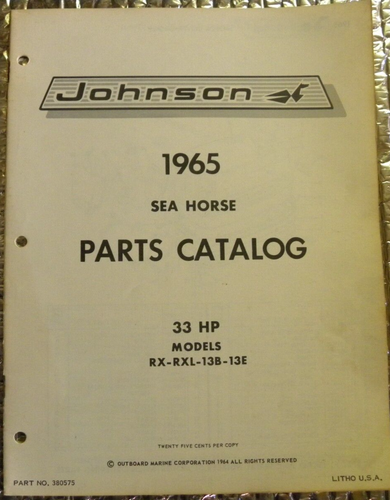 Johnson
1965
SEA HORSE
PARTS CATALOG
33 HP
MODELS
RX-RXL-13B-13E
TWENTY FIVE CENTS PER COPY
© OUTBOARD MARINE CORPORATION 1964 ALL RIGHTS RESERVED
PART NO. 380575
LITHO U.S.A.